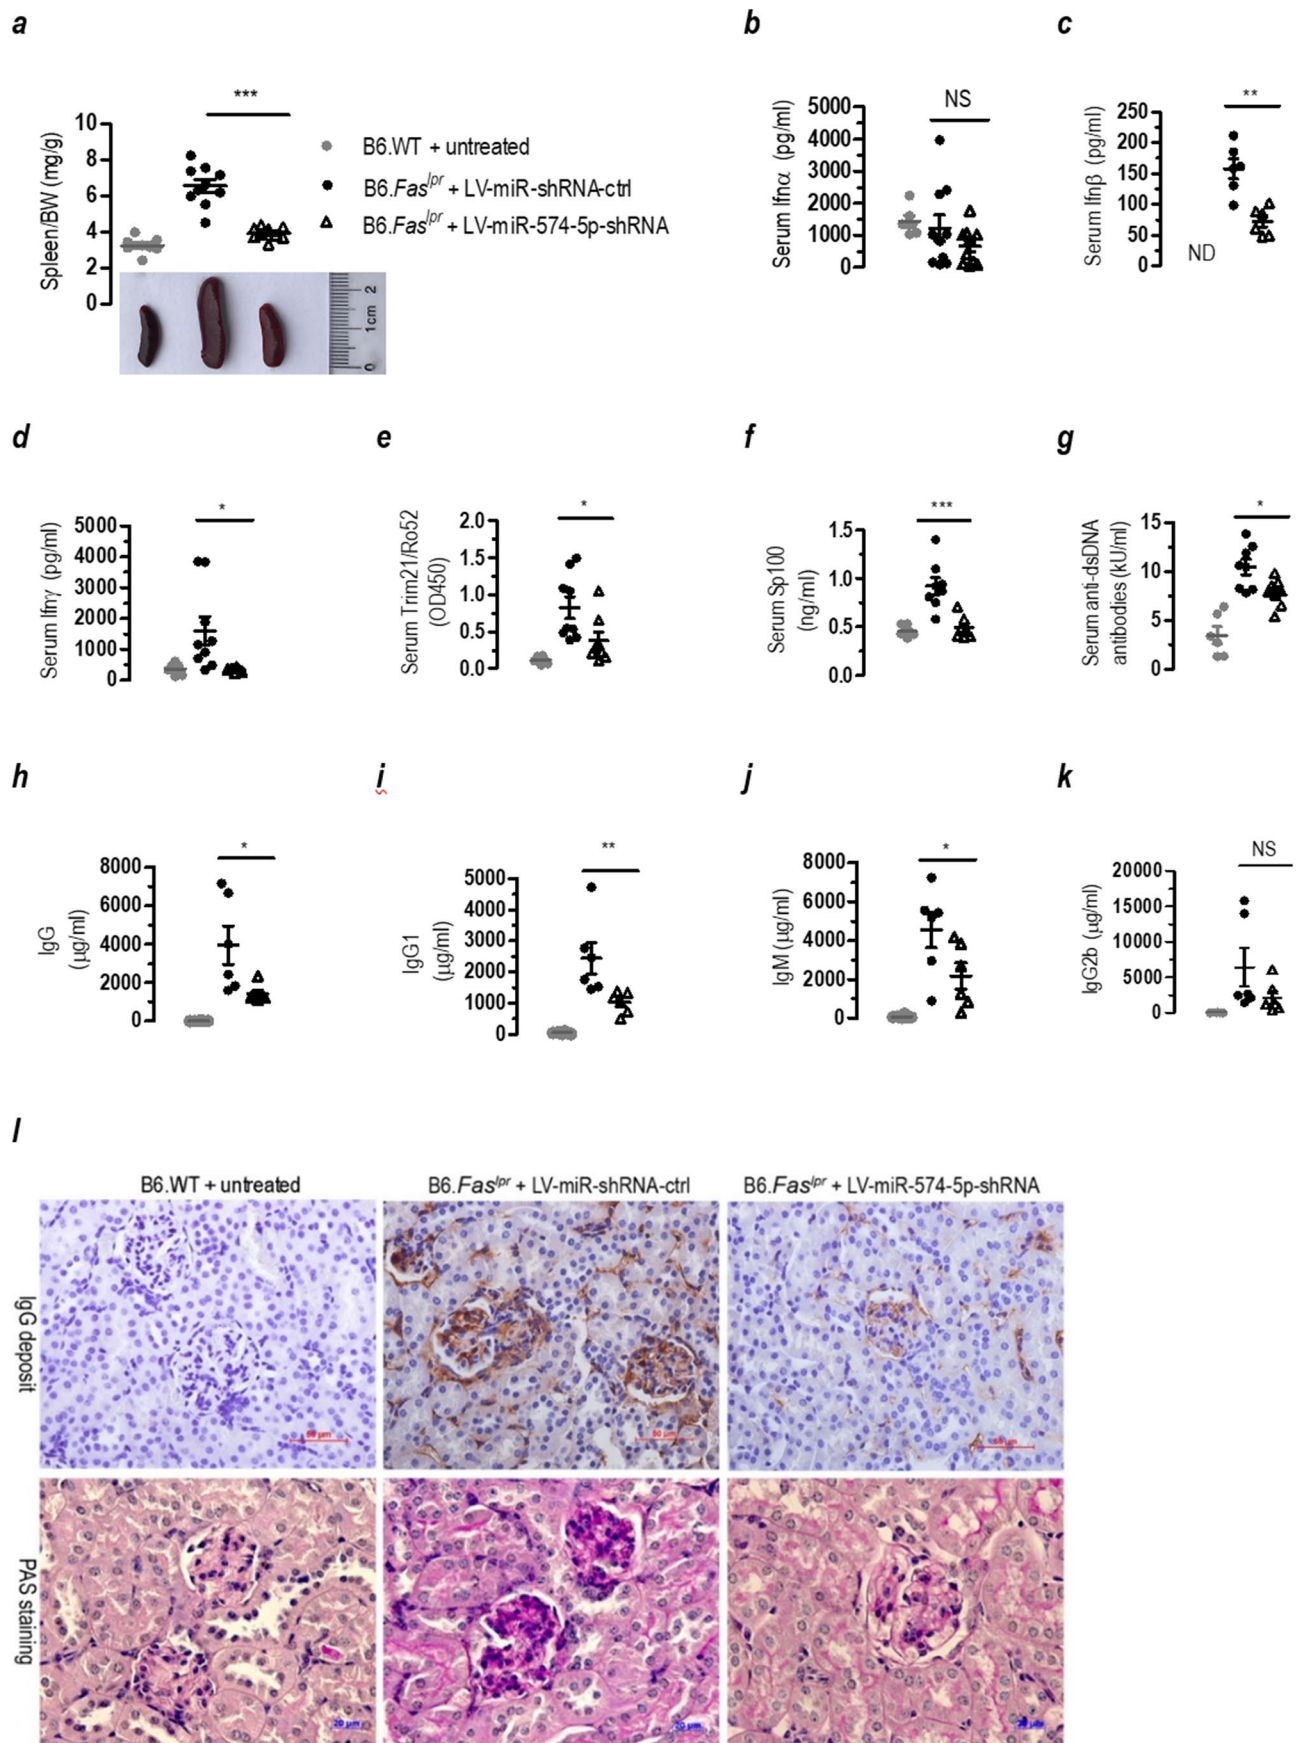 a
b
c
***
10
8
6
4
2
0
Spleen/BW (mg/g)
B6.WT + untreated
B6.Fas^lpr + LV-miR-shRNA-ctrl
B6.Fas^lpr + LV-miR-574-5p-shRNA
2
1cm
0
NS
5000
4000
3000
2000
1000
0
Serum Ifnα (pg/ml)
**
250
200
150
100
50
0
Serum Ifnβ (pg/ml)
ND
d
e
f
g
*
5000
4000
3000
2000
1000
0
Serum Ifnγ (pg/ml)
*
2.0
1.5
1.0
0.5
0.0
Serum Trim21/Ro52
(OD450)
***
1.5
1.0
0.5
0.0
Serum Sp100
(ng/ml)
*
15
10
5
0
Serum anti-dsDNA
antibodies (kU/ml)
h
i
j
k
*
8000
6000
4000
2000
0
IgG
(µg/ml)
**
5000
4000
3000
2000
1000
0
IgG1
(µg/ml)
*
8000
6000
4000
2000
0
IgM (µg/ml)
NS
20000
15000
10000
5000
0
IgG2b (µg/ml)
l
B6.WT + untreated
B6.Fas^lpr + LV-miR-shRNA-ctrl
B6.Fas^lpr + LV-miR-574-5p-shRNA
IgG deposit
50 µm
PAS staining
20 µm
20 µm